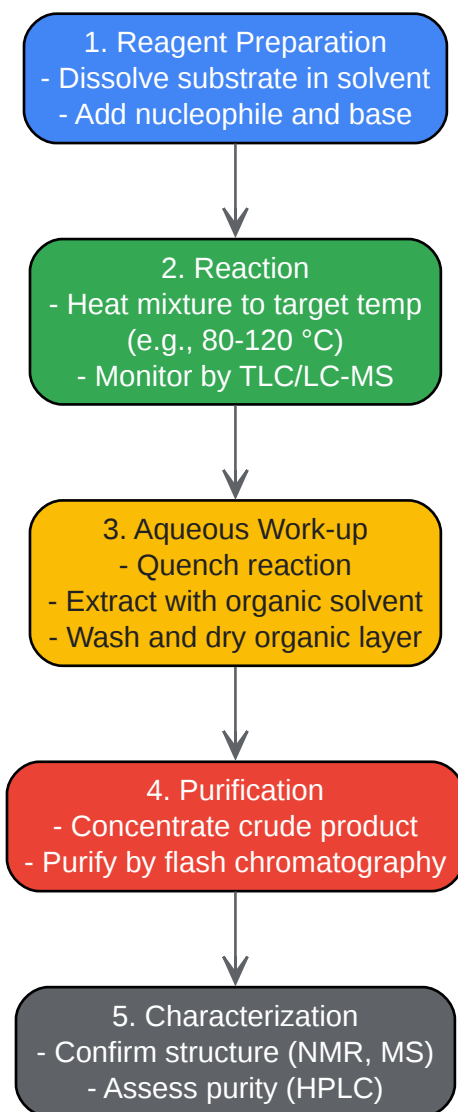 1. Reagent Preparation
- Dissolve substrate in solvent
- Add nucleophile and base
2. Reaction
- Heat mixture to target temp
(e.g., 80-120 °C)
- Monitor by TLC/LC-MS
3. Aqueous Work-up
- Quench reaction
- Extract with organic solvent
- Wash and dry organic layer
4. Purification
- Concentrate crude product
- Purify by flash chromatography
5. Characterization
- Confirm structure (NMR, MS)
- Assess purity (HPLC)